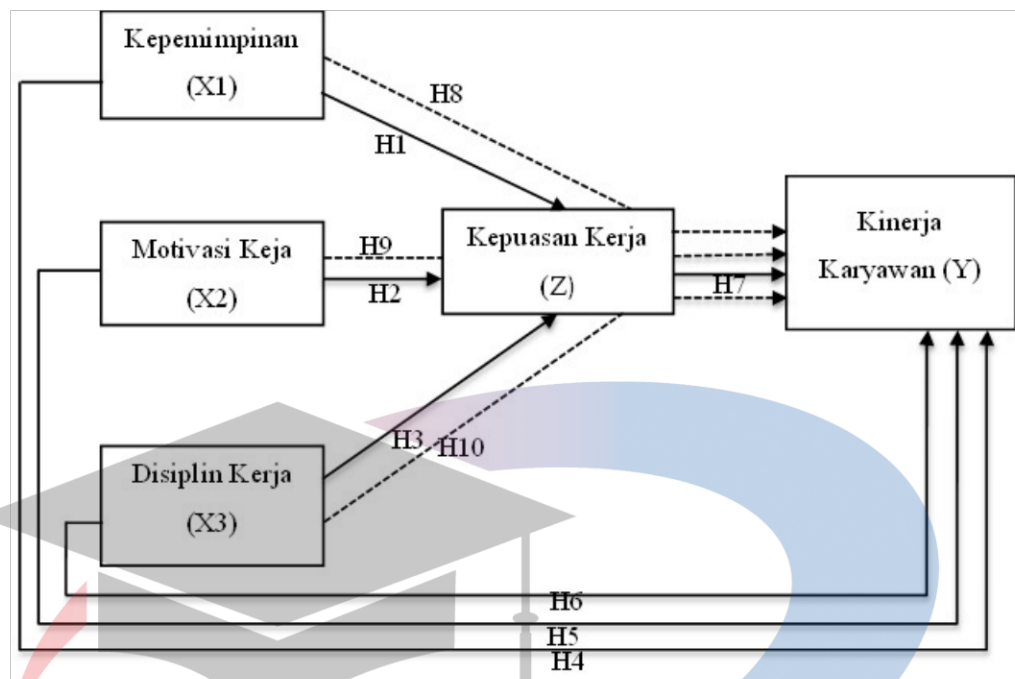 Kepemimpinan
(X1)
H8
H1
Kinerja
Karyawan (Y)
Motivasi Keja
(X2)
H9
H2
Kepuasan Kerja
(Z)
H7
H3
H10
Disiplin Kerja
(X3)
H6
H5
H4